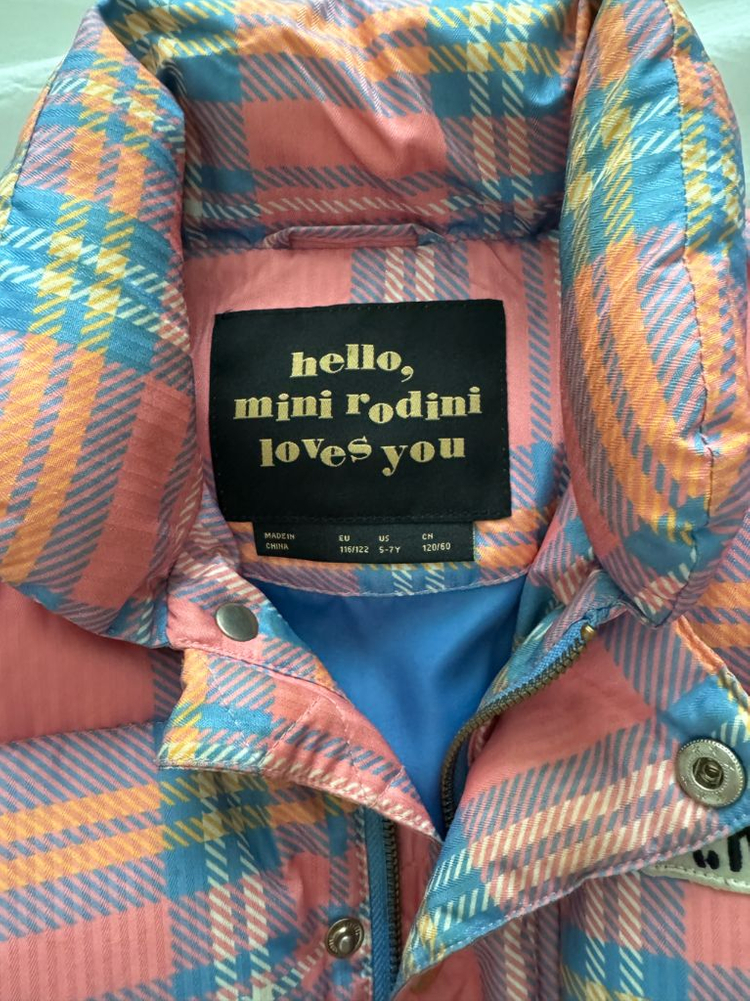 hello,
mini rodini
loves you
MADE IN EU US CN
CHINA 116/122 5-7Y 120/60